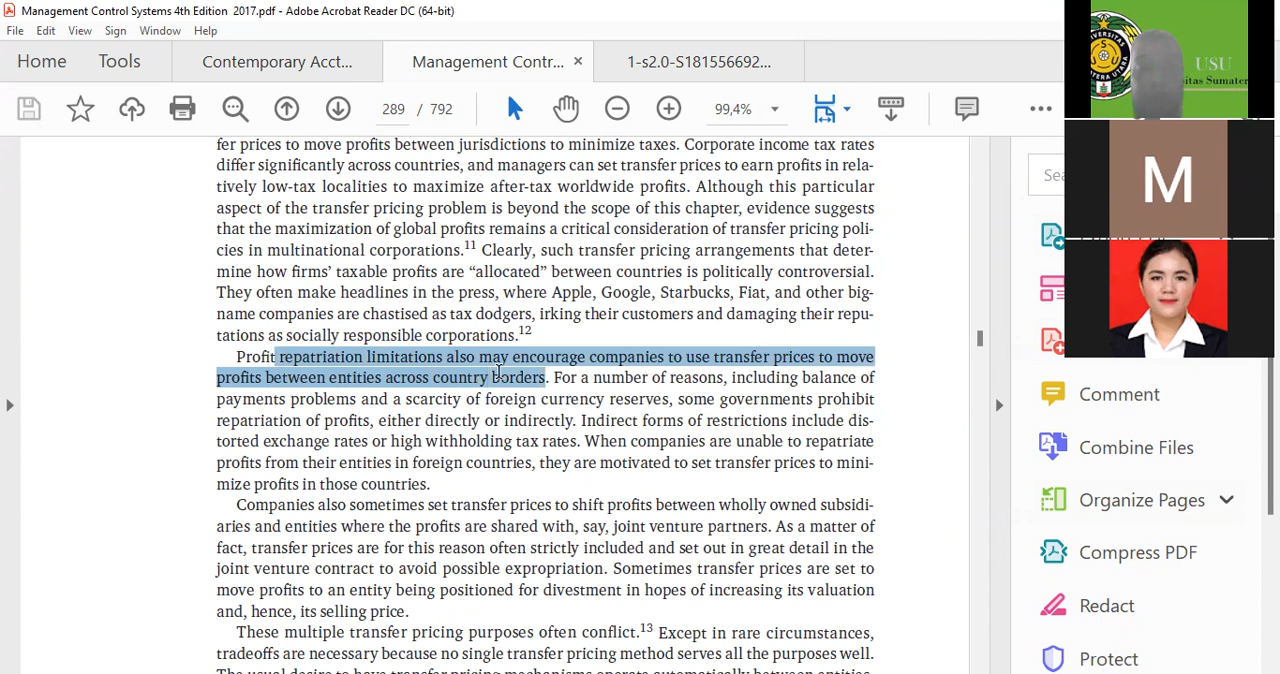 Management Control Systems 4th Edition  2017.pdf - Adobe Acrobat Reader DC (64-bit)
File Edit View Sign Window Help
Home Tools Contemporary Acct... Management Contr... × 1-s2.0-S181556692...
289 / 792 99,4%
fer prices to move profits between jurisdictions to minimize taxes. Corporate income tax rates
differ significantly across countries, and managers can set transfer prices to earn profits in rela-
tively low-tax localities to maximize after-tax worldwide profits. Although this particular
aspect of the transfer pricing problem is beyond the scope of this chapter, evidence suggests
that the maximization of global profits remains a critical consideration of transfer pricing poli-
cies in multinational corporations.11 Clearly, such transfer pricing arrangements that deter-
mine how firms’ taxable profits are “allocated” between countries is politically controversial.
They often make headlines in the press, where Apple, Google, Starbucks, Fiat, and other big-
name companies are chastised as tax dodgers, irking their customers and damaging their repu-
tations as socially responsible corporations.12
Profit repatriation limitations also may encourage companies to use transfer prices to move
profits between entities across country borders. For a number of reasons, including balance of
payments problems and a scarcity of foreign currency reserves, some governments prohibit
repatriation of profits, either directly or indirectly. Indirect forms of restrictions include dis-
torted exchange rates or high withholding tax rates. When companies are unable to repatriate
profits from their entities in foreign countries, they are motivated to set transfer prices to mini-
mize profits in those countries.
Companies also sometimes set transfer prices to shift profits between wholly owned subsidi-
aries and entities where the profits are shared with, say, joint venture partners. As a matter of
fact, transfer prices are for this reason often strictly included and set out in great detail in the
joint venture contract to avoid possible expropriation. Sometimes transfer prices are set to
move profits to an entity being positioned for divestment in hopes of increasing its valuation
and, hence, its selling price.
These multiple transfer pricing purposes often conflict.13 Except in rare circumstances,
tradeoffs are necessary because no single transfer pricing method serves all the purposes well.
The usual desire to have transfer pricing mechanisms operate automatically between entities,
Sea
Comment
Combine Files
Organize Pages
Compress PDF
Redact
Protect
USU
sitas Sumater
M